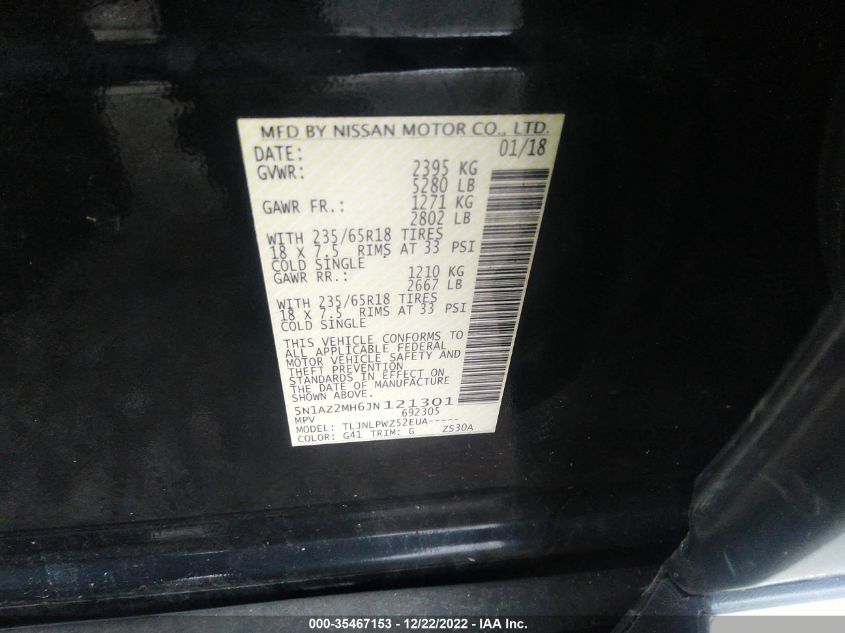 MFD BY NISSAN MOTOR CO., LTD.
DATE: 01/18
GVWR: 2395 KG
5280 LB
GAWR FR.: 1271 KG
2802 LB
WITH 235/65R18 TIRES
18 X 7.5 RIMS AT 33 PSI
COLD SINGLE
GAWR RR.: 1210 KG
2667 LB
WITH 235/65R18 TIRES
18 X 7.5 RIMS AT 33 PSI
COLD SINGLE
THIS VEHICLE CONFORMS TO
ALL APPLICABLE FEDERAL
MOTOR VEHICLE SAFETY AND
THEFT PREVENTION
STANDARDS IN EFFECT ON
THE DATE OF MANUFACTURE
SHOWN ABOVE
5N1AZ2MH6JN121301
MPV 692305
MODEL: TLJNLPWZ52EUA-----
COLOR: G41 TRIM: G ZS30A
000-35467153 - 12/22/2022 - IAA Inc.